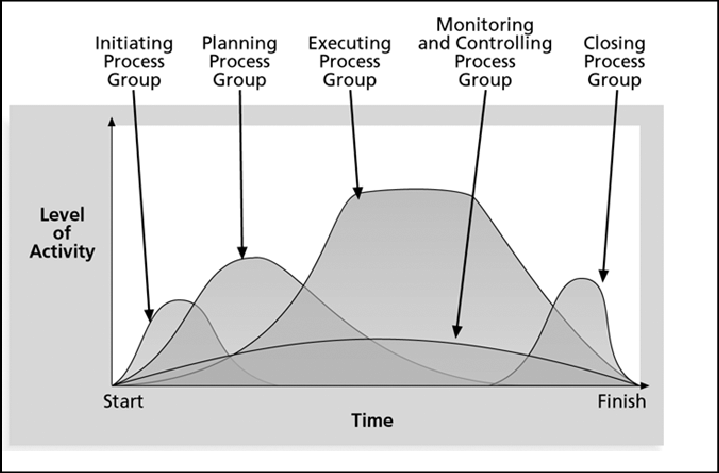 Initiating
Process
Group
Planning
Process
Group
Executing
Process
Group
Monitoring
and Controlling
Process
Group
Closing
Process
Group
Level
of
Activity
Start
Finish
Time